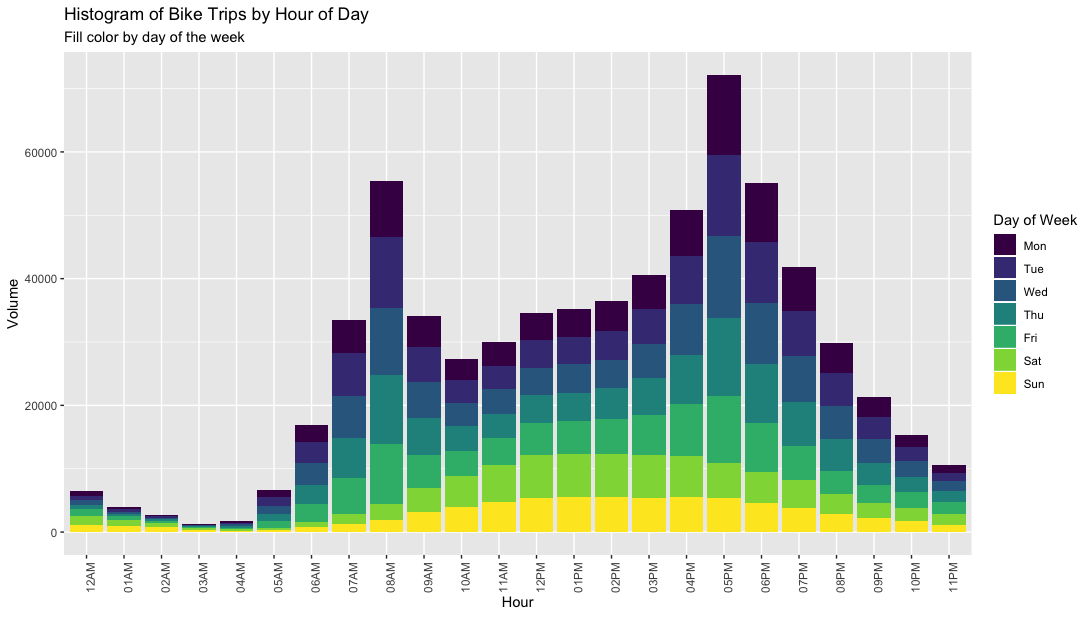 Histogram of Bike Trips by Hour of Day
Fill color by day of the week
Volume
60000
40000
20000
0
12AM
01AM
02AM
03AM
04AM
05AM
06AM
07AM
08AM
09AM
10AM
11AM
12PM
01PM
02PM
03PM
04PM
05PM
06PM
07PM
08PM
09PM
10PM
11PM
Hour
Day of Week
Mon
Tue
Wed
Thu
Fri
Sat
Sun